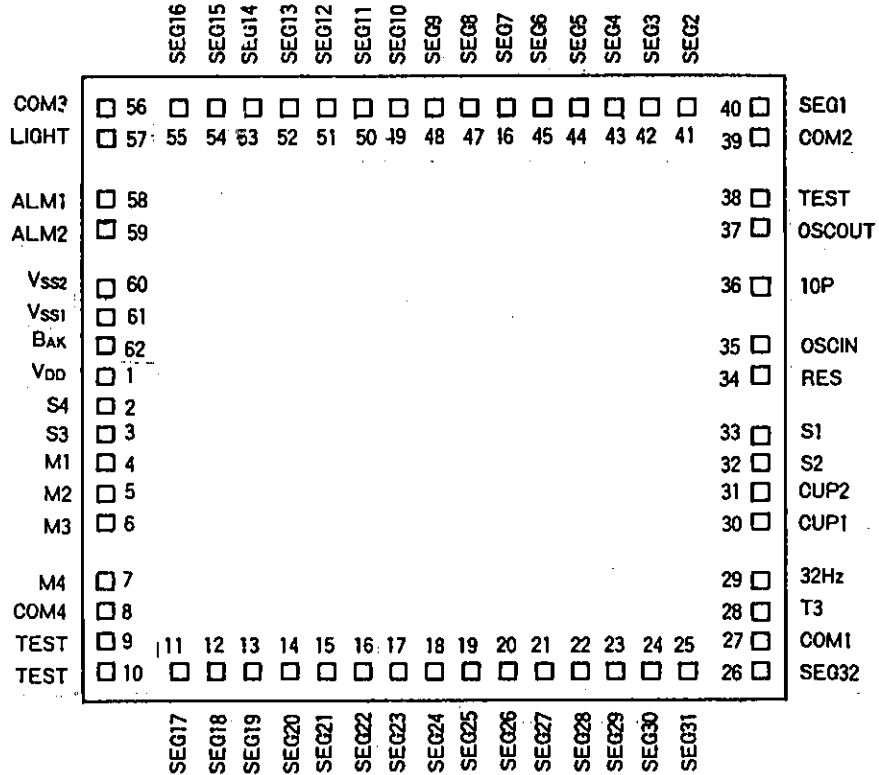 SEG16 SEG15 SEG14 SEG13 SEG12 SEG11 SEG10 SEG9 SEG8 SEG7 SEG6 SEG5 SEG4 SEG3 SEG2
COM3 56 40 SEG1
LIGHT 57 55 54 53 52 51 50 49 48 47 46 45 44 43 42 41 39 COM2
ALM1 58 38 TEST
ALM2 59 37 OSCOUT
VSS2 60 36 10P
VSS1 61
BAK 62 35 OSCIN
VDD 1 34 RES
S4 2
S3 3 33 S1
M1 4 32 S2
M2 5 31 CUP2
M3 6 30 CUP1
M4 7 29 32Hz
COM4 8 28 T3
TEST 9 11 12 13 14 15 16 17 18 19 20 21 22 23 24 25 27 COM1
TEST 10 26 SEG32
SEG17 SEG18 SEG19 SEG20 SEG21 SEG22 SEG23 SEG24 SEG25 SEG26 SEG27 SEG28 SEG29 SEG30 SEG31